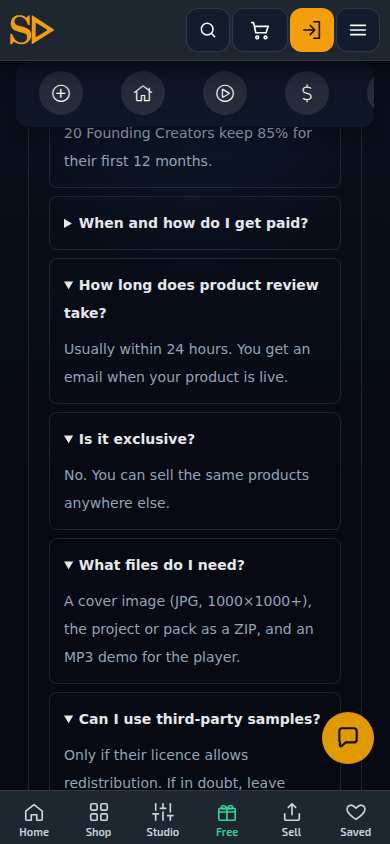 20 Founding Creators keep 85% for
their first 12 months.
When and how do I get paid?
How long does product review
take?
Usually within 24 hours. You get an
email when your product is live.
Is it exclusive?
No. You can sell the same products
anywhere else.
What files do I need?
A cover image (JPG, 1000×1000+),
the project or pack as a ZIP, and an
MP3 demo for the player.
Can I use third-party samples?
Only if their licence allows
redistribution. If in doubt, leave
Home Shop Studio Free Sell Saved